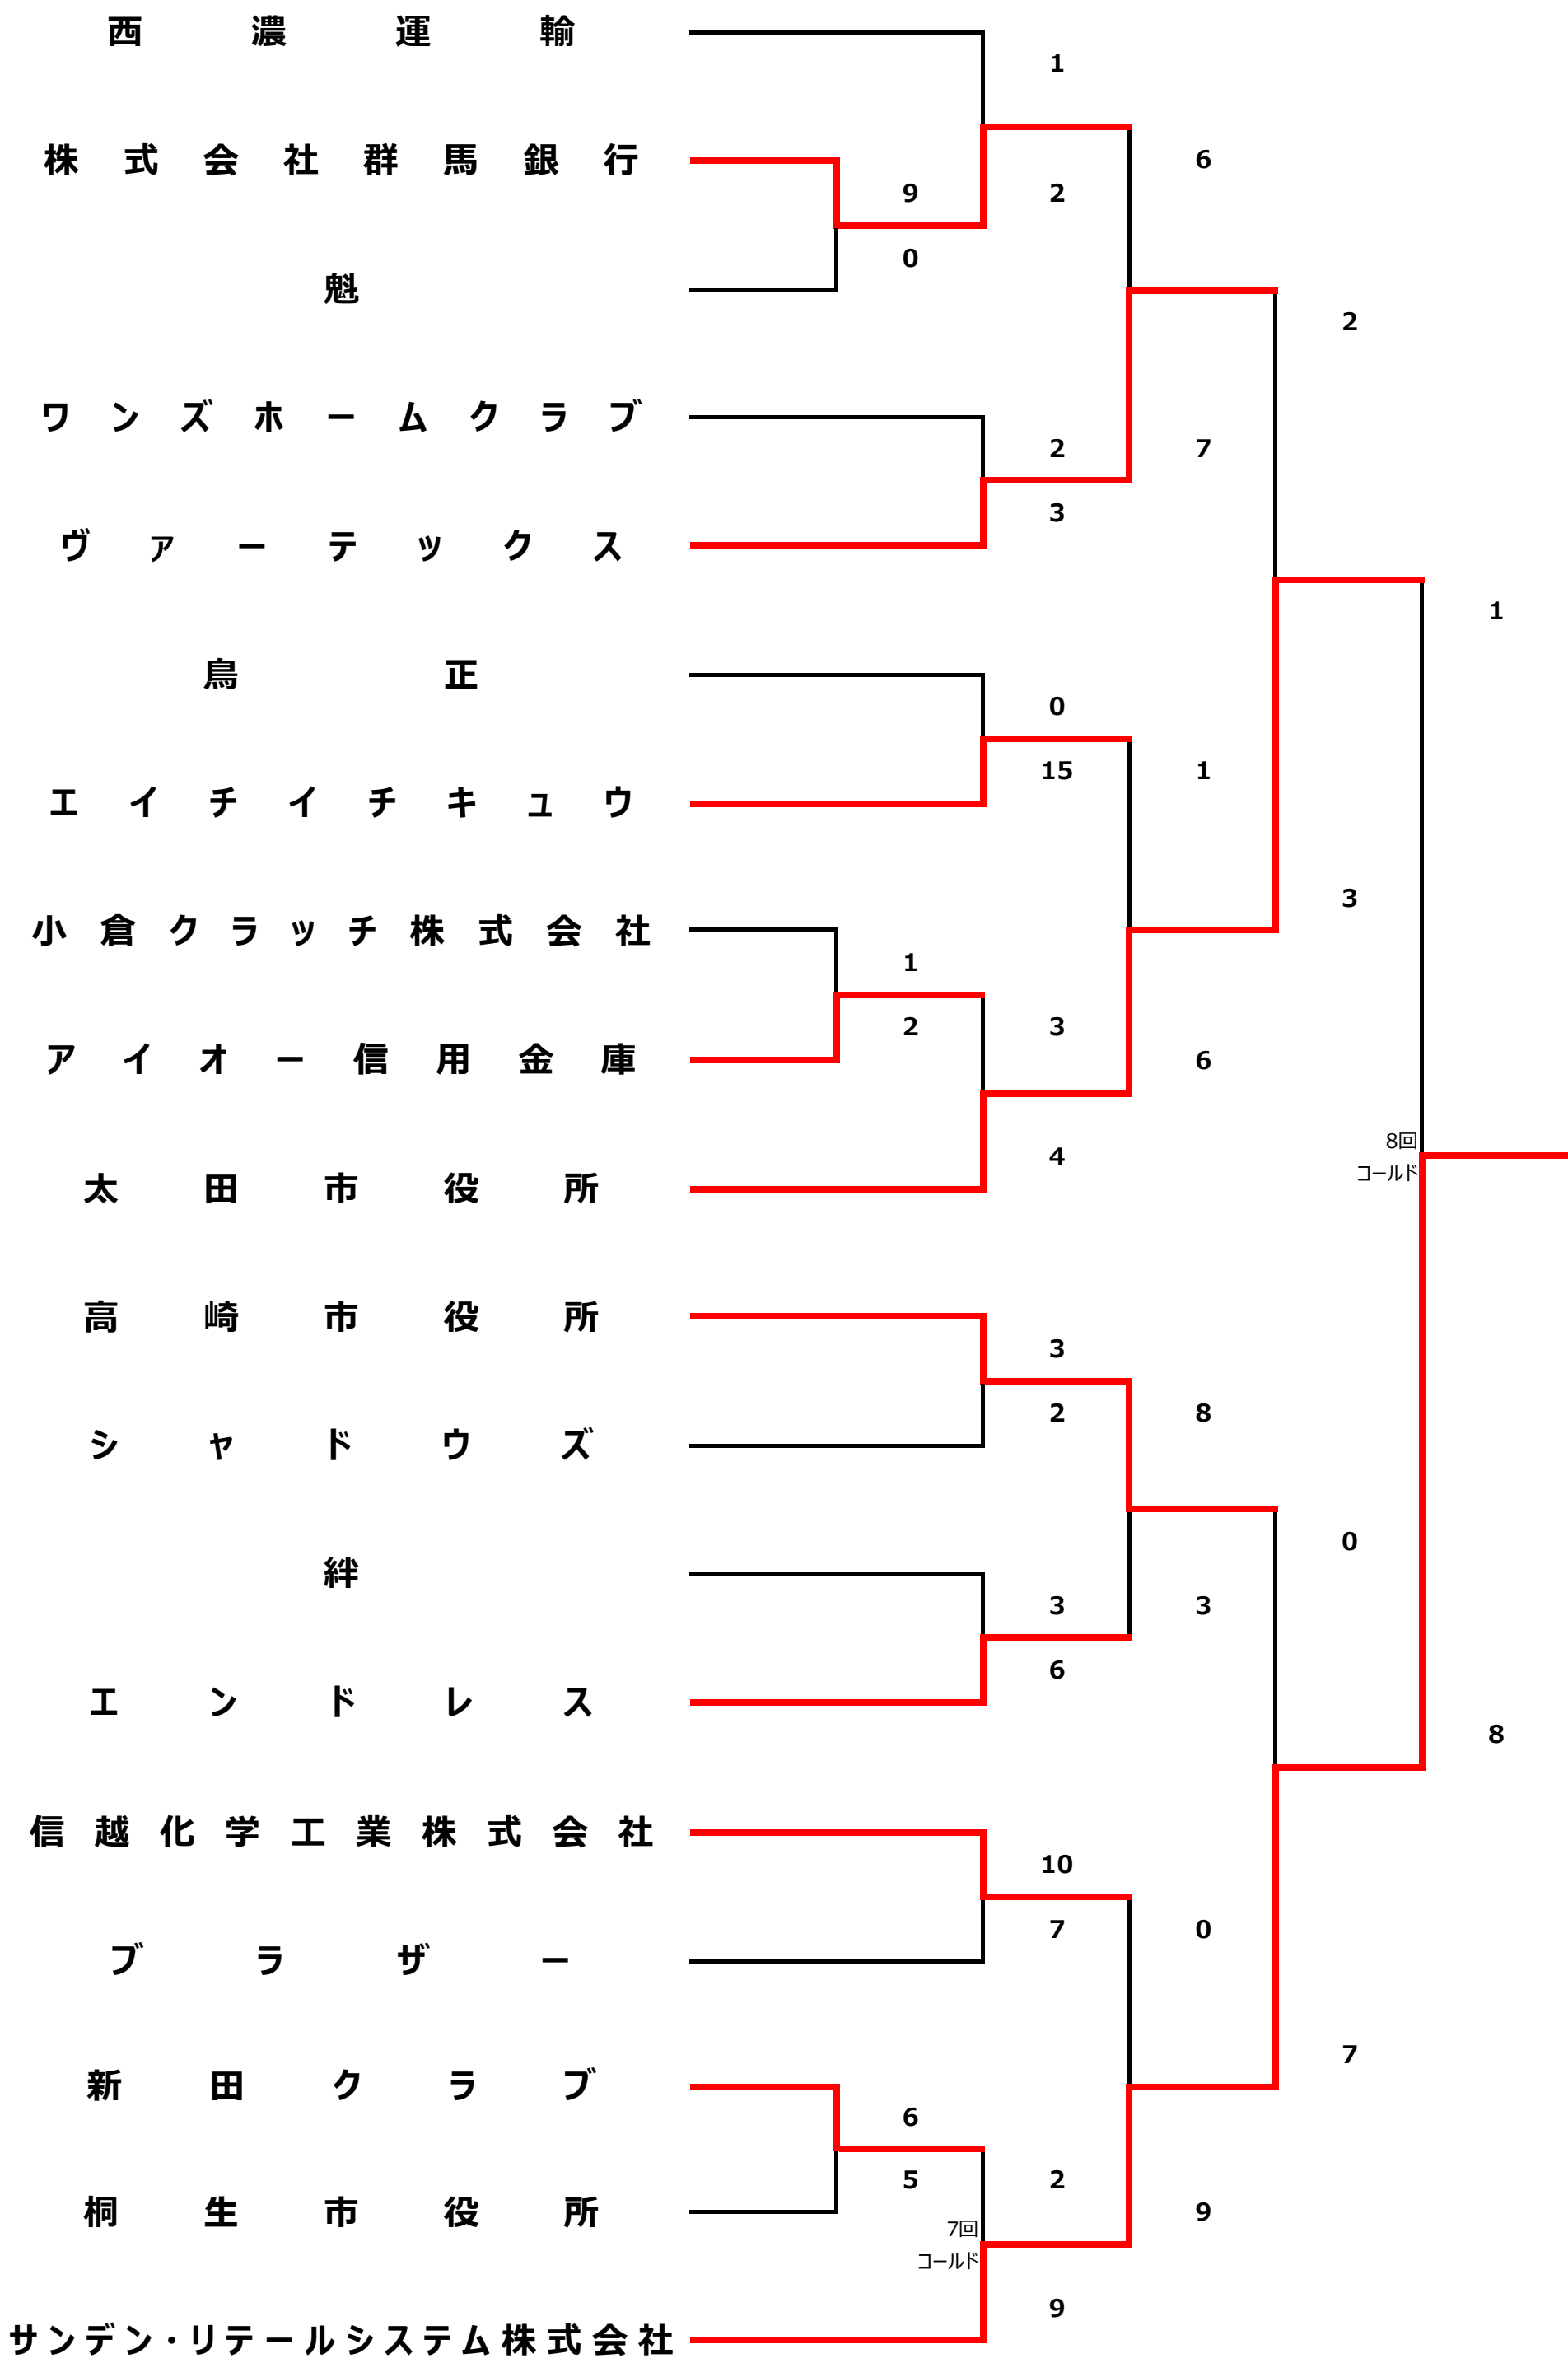 西濃運輸
1
株式会社群馬銀行
6
9
2
0
魁
2
ワンズホームクラブ
2
7
3
ヴァーテックス
1
鳥正
0
15
1
エイチイチキュウ
3
小倉クラッチ株式会社
1
2
3
アイオー信用金庫
6
8回
コールド
4
太田市役所
高崎市役所
3
2
8
シャドウズ
0
絆
3
3
6
エンドレス
8
信越化学工業株式会社
10
7
0
ブラザー
7
新田クラブ
6
5
2
桐生市役所
9
7回
コールド
9
サンデン・リテールシステム株式会社